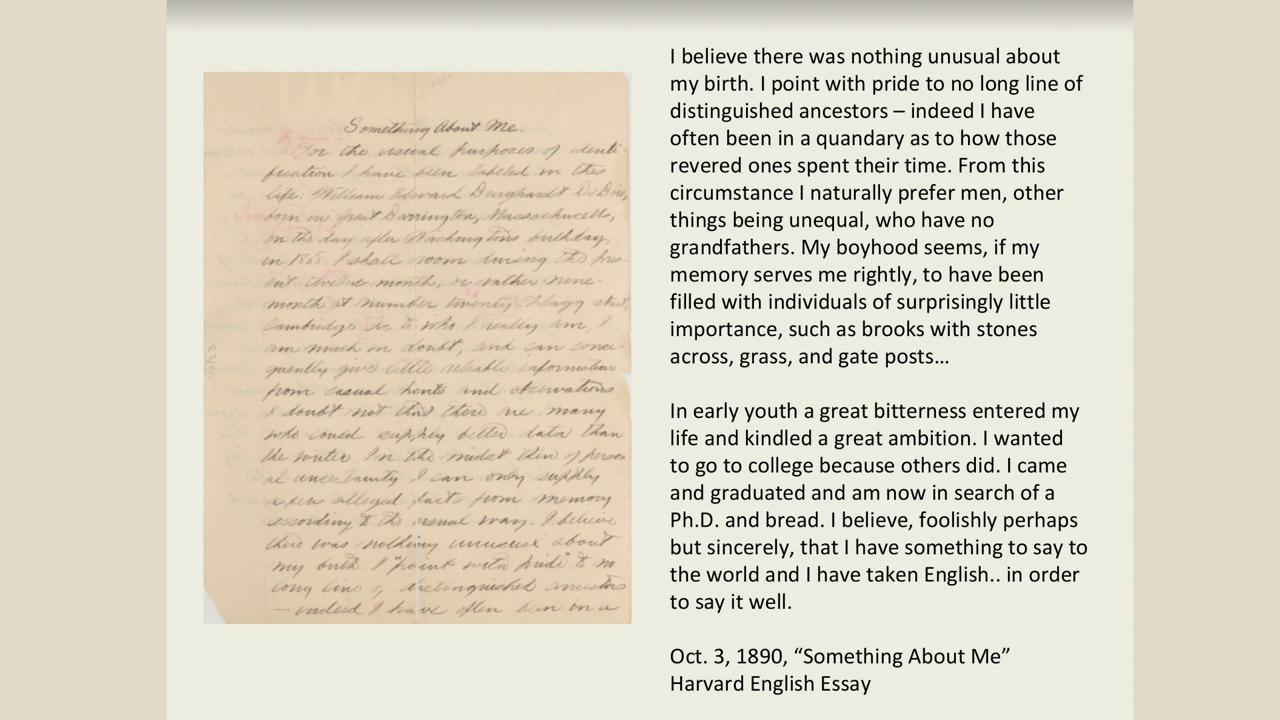 Something About Me.
For the usual purposes of identi-
fication I have been labeled in this
life: William Edward Burghardt Du Bois,
born in great Barrington, Massachusetts,
on the day after Washington's birthday,
in 1868. I shall room during the pres-
ent twelve month, or rather nine-
month at number twenty Flagg street,
Cambridge. As to who I really am, I
am much in doubt, and can conse-
quently give little reliable information
from casual hints and observations
I doubt not that there are many
who could supply better data than
the writer. In the midst then of person-
al uncertainty I can only supply
a few alleged facts from memory
according to the usual way. I believe
there was nothing unusual about
my birth. I "point with pride" to no
long line of distinguished ancestors
— indeed I have often been in a
I believe there was nothing unusual about
my birth. I point with pride to no long line of
distinguished ancestors – indeed I have
often been in a quandary as to how those
revered ones spent their time. From this
circumstance I naturally prefer men, other
things being unequal, who have no
grandfathers. My boyhood seems, if my
memory serves me rightly, to have been
filled with individuals of surprisingly little
importance, such as brooks with stones
across, grass, and gate posts…
In early youth a great bitterness entered my
life and kindled a great ambition. I wanted
to go to college because others did. I came
and graduated and am now in search of a
Ph.D. and bread. I believe, foolishly perhaps
but sincerely, that I have something to say to
the world and I have taken English.. in order
to say it well.
Oct. 3, 1890, “Something About Me”
Harvard English Essay